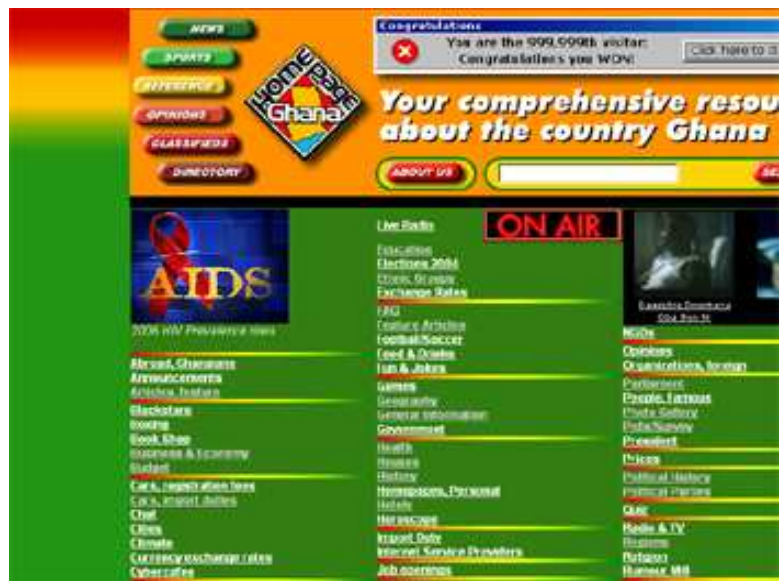 NEWS
SPORTS
REFERENCE
OPINIONS
CLASSIFIEDS
DIRECTORY
HOME PAGE
Ghana
Congratulations
You are the 999,999th visitor:
Congratulations you WON!
Click here to
Your comprehensive resou
about the country Ghana
ABOUT US
SE
AIDS
2006 HIV Prevalence rates
Abroad, Ghanaians
Announcements
Articles, feature
Blackstars
Boxing
Book Shop
Business & Economy
Budget
Cars, registration fees
Cars, import duties
Chat
Cities
Climate
Currency exchange rates
Cybercafes
Live Radio
ON AIR
Education
Elections 2004
Ethnic Groups
Exchange Rates
FAQ
Feature Articles
Football/Soccer
Food & Drinks
Fun & Jokes
Games
Geography
General Information
Government
Health
Houses
History
Homepages, Personal
Hotels
Horoscope
Import Duty
Internet Service Providers
Job openings
NGOs
Opinions
Organizations, foreign
Parliament
People, Famous
Photo Gallery
Polls/Survey
President
Prices
Political History
Political Parties
Quiz
Radio & TV
Regions
Religion
Rumour Mill